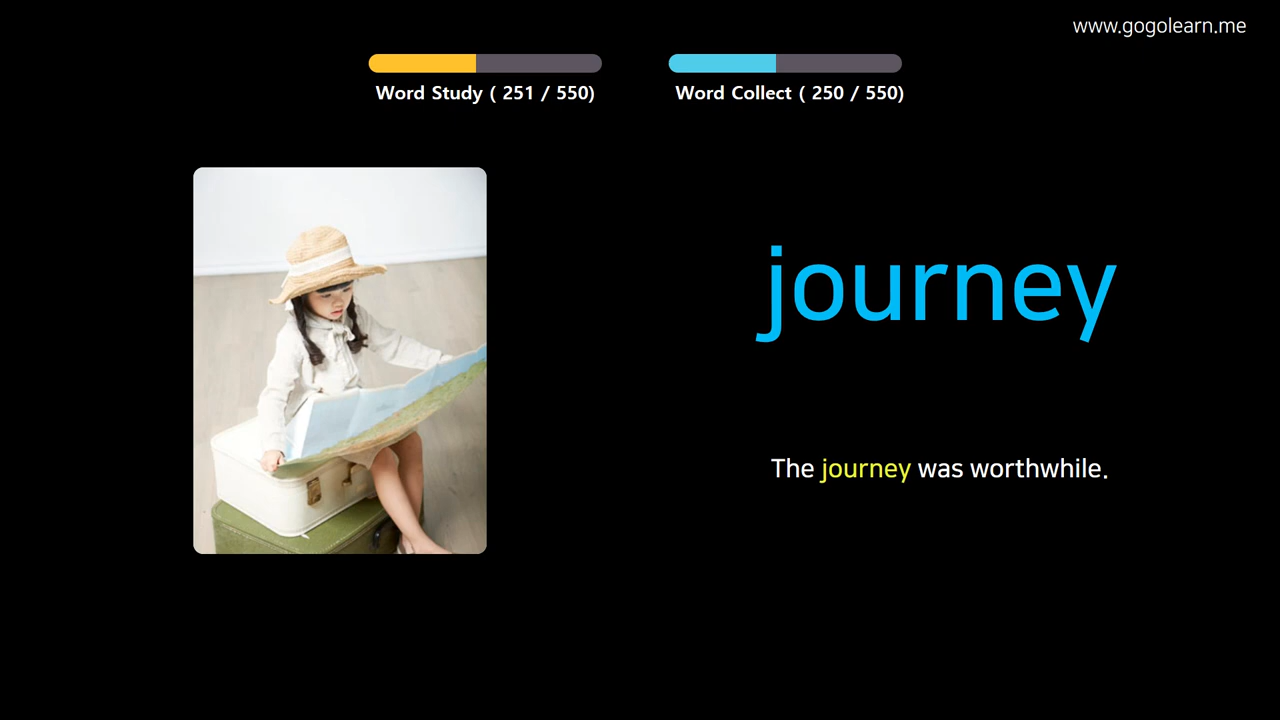 www.gogolearn.me
Word Study ( 251 / 550)
Word Collect ( 250 / 550)
journey
The journey was worthwhile.